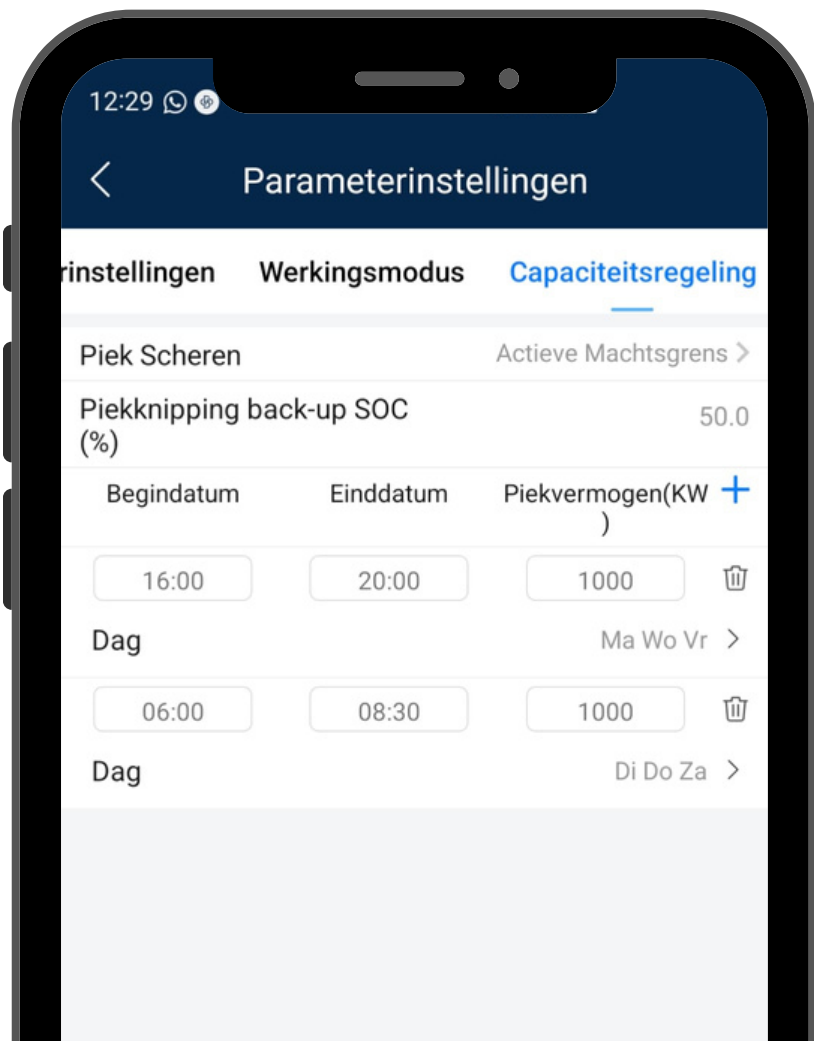 12:29
Parameterinstellingen
rinstellingen Werkingsmodus Capaciteitsregeling
Piek Scheren Actieve Machtsgrens
Piekknipping back-up SOC 50.0
(%)
Begindatum Einddatum Piekvermogen(KW
)
16:00 20:00 1000
Dag Ma Wo Vr
06:00 08:30 1000
Dag Di Do Za